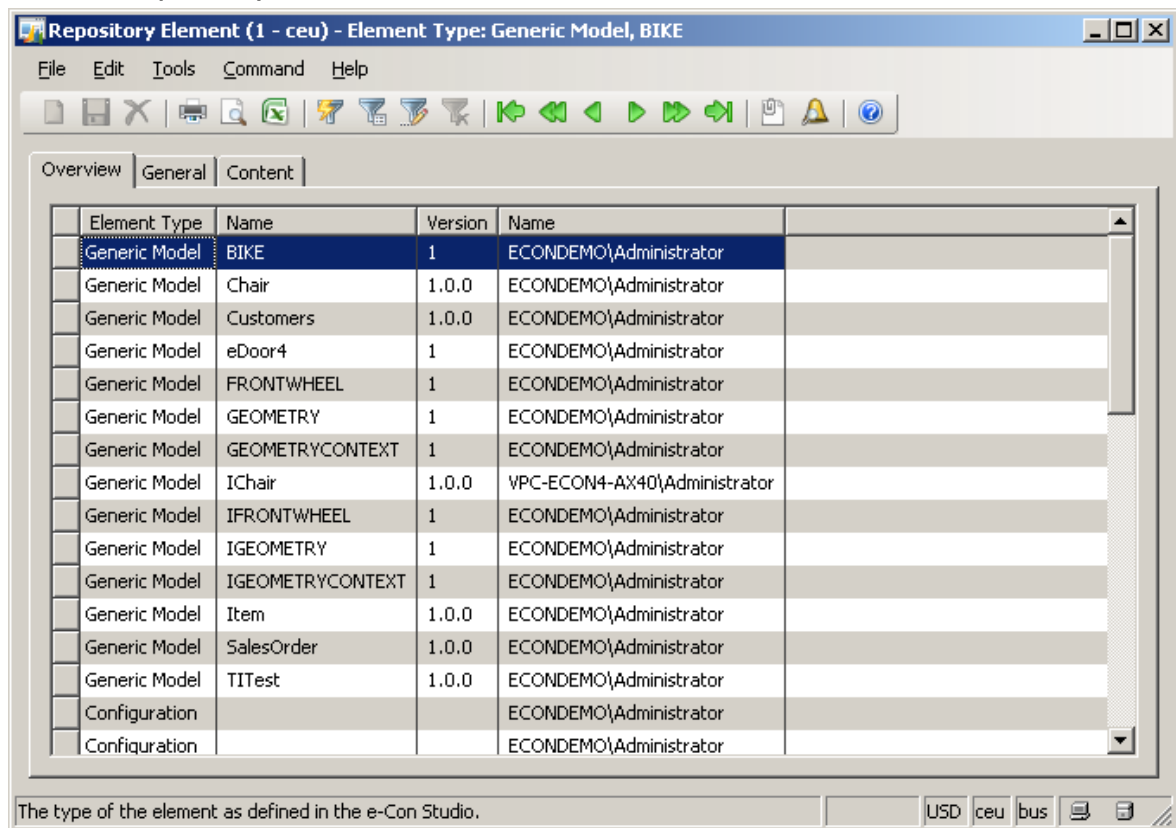 Repository Element (1 - ceu) - Element Type: Generic Model, BIKE
File Edit Tools Command Help
Overview General Content
Element Type Name Version Name
Generic Model BIKE 1 ECONDEMO\Administrator
Generic Model Chair 1.0.0 ECONDEMO\Administrator
Generic Model Customers 1.0.0 ECONDEMO\Administrator
Generic Model eDoor4 1 ECONDEMO\Administrator
Generic Model FRONTWHEEL 1 ECONDEMO\Administrator
Generic Model GEOMETRY 1 ECONDEMO\Administrator
Generic Model GEOMETRYCONTEXT 1 ECONDEMO\Administrator
Generic Model IChair 1.0.0 VPC-ECON4-AX40\Administrator
Generic Model IFRONTWHEEL 1 ECONDEMO\Administrator
Generic Model IGEOMETRY 1 ECONDEMO\Administrator
Generic Model IGEOMETRYCONTEXT 1 ECONDEMO\Administrator
Generic Model Item 1.0.0 ECONDEMO\Administrator
Generic Model SalesOrder 1.0.0 ECONDEMO\Administrator
Generic Model TITest 1.0.0 ECONDEMO\Administrator
Configuration ECONDEMO\Administrator
Configuration ECONDEMO\Administrator
The type of the element as defined in the e-Con Studio. USD ceu bus